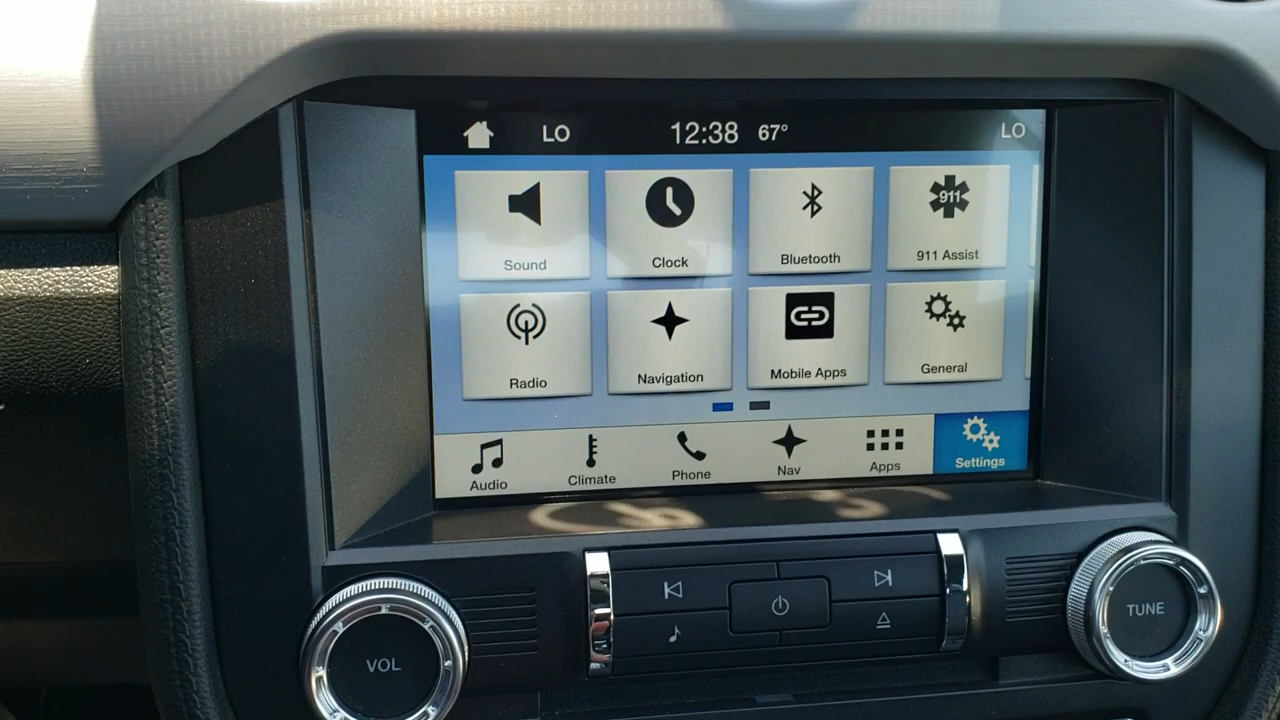 LO 12:38 67° LO
Sound Clock Bluetooth 911 911 Assist
Radio Navigation Mobile Apps General
Audio Climate Phone Nav Apps Settings
VOL TUNE